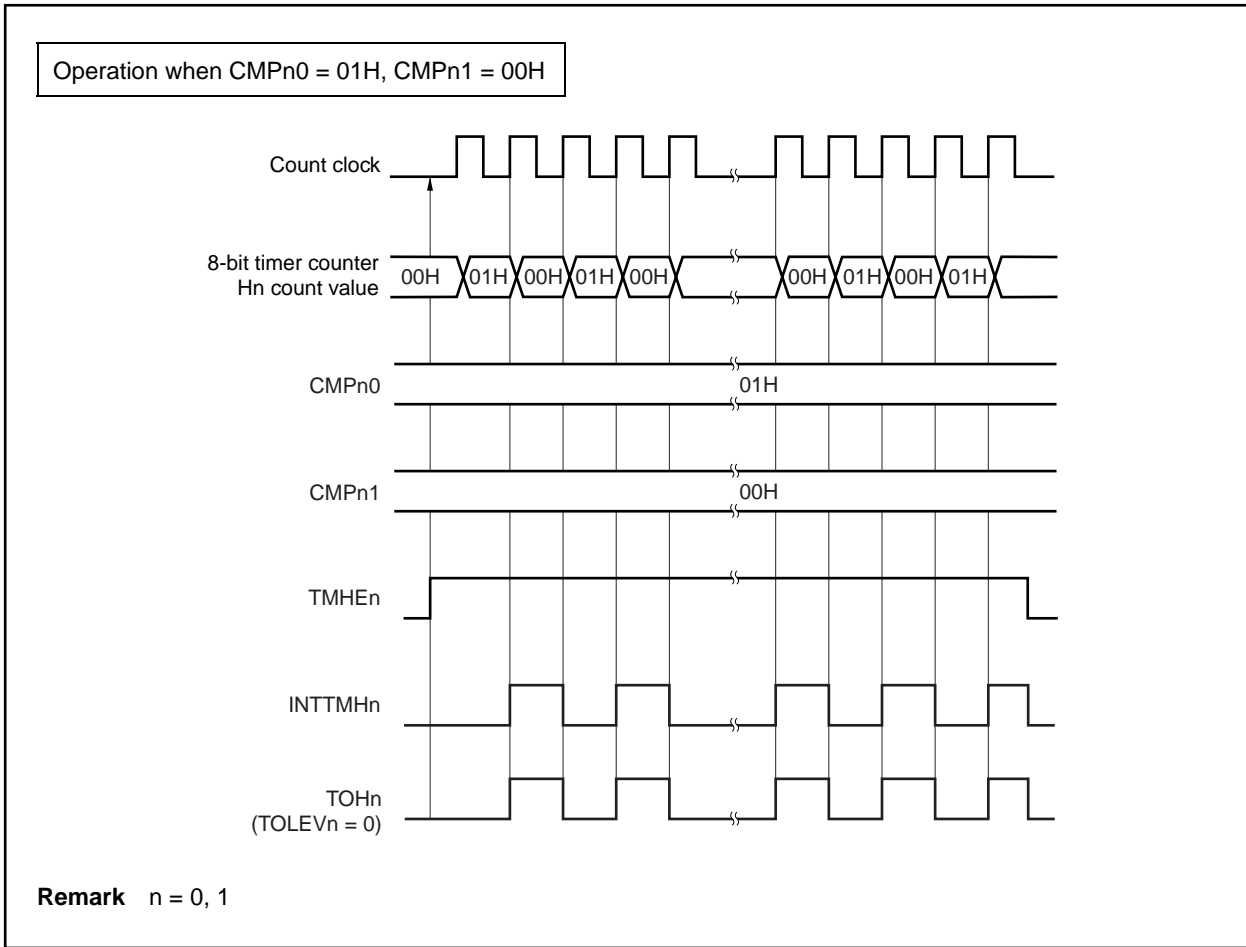 Operation when CMPn0 = 01H, CMPn1 = 00H
Count clock
8-bit timer counter
Hn count value
00H 01H 00H 01H 00H 00H 01H 00H 01H
CMPn0
01H
CMPn1
00H
TMHEn
INTTMHn
TOHn
(TOLEVn = 0)
Remark n = 0, 1